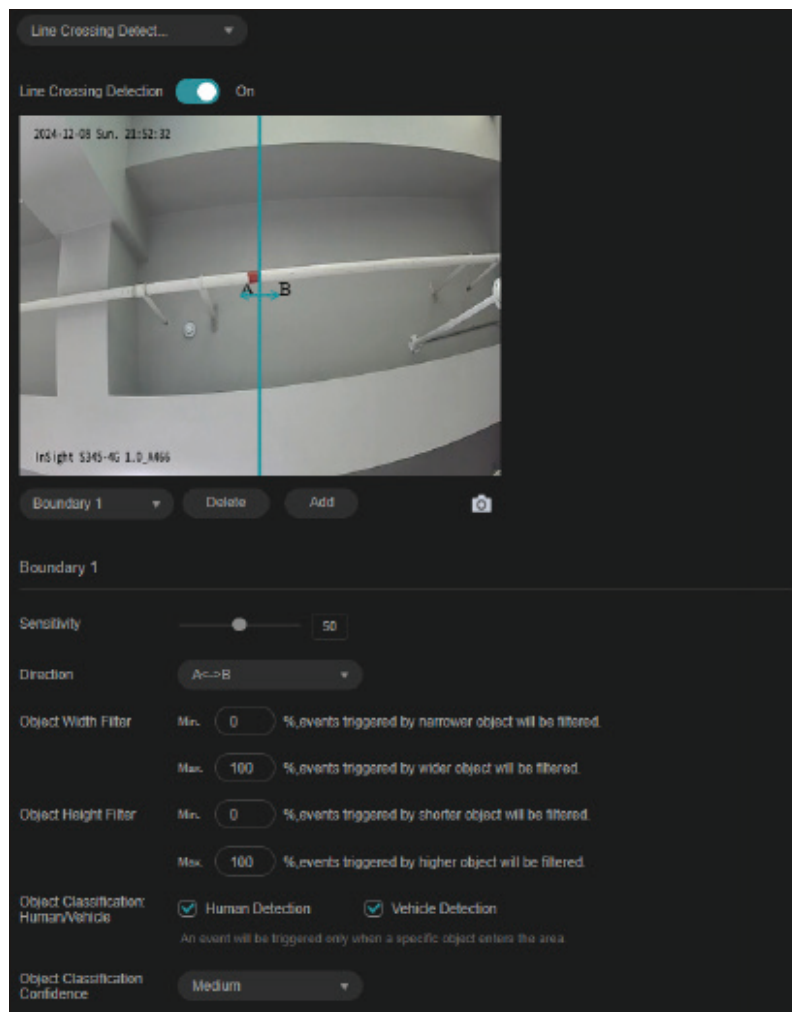 Line Crossing Detect...
Line Crossing Detection On
2024-12-08 Sun. 21:52:32
A B
InSight S345-4G 1.0_A466
Boundary 1 Delete Add
Boundary 1
Sensitivity 50
Direction A<->B
Object Width Filter Min. 0 %,events triggered by narrower object will be filtered.
Max. 100 %,events triggered by wider object will be filtered.
Object Height Filter Min. 0 %,events triggered by shorter object will be filtered.
Max. 100 %,events triggered by higher object will be filtered.
Object Classification:
Human/Vehicle Human Detection Vehicle Detection
An event will be triggered only when a specific object enters the area.
Object Classification
Confidence Medium